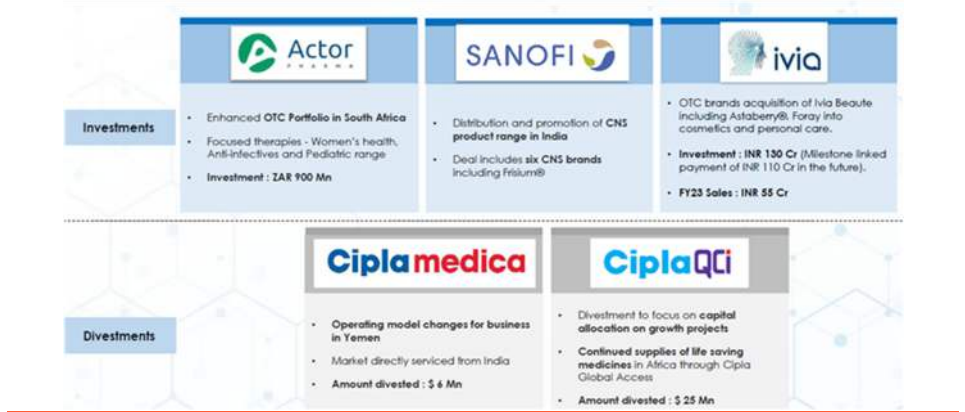 Actor
PHARMA
SANOFI
ivia
Investments
• Enhanced OTC Portfolio in South Africa
• Focused therapies - Women's health,
Anti-infectives and Pediatric range
• Investment : ZAR 900 Mn
• Distribution and promotion of CNS
product range in India
• Deal includes six CNS brands
including Frisium®
• OTC brands acquisition of Ivia Beaute
including Astaberry®. Foray into
cosmetics and personal care.
• Investment : INR 130 Cr (Milestone linked
payment of INR 110 Cr in the future).
• FY23 Sales : INR 55 Cr
Ciplamedica
CiplaQCi
Divestments
• Operating model changes for business
in Yemen
• Market directly serviced from India
• Amount divested : $ 6 Mn
• Divestment to focus on capital
allocation on growth projects
• Continued supplies of life saving
medicines in Africa through Cipla
Global Access
• Amount divested : $ 25 Mn